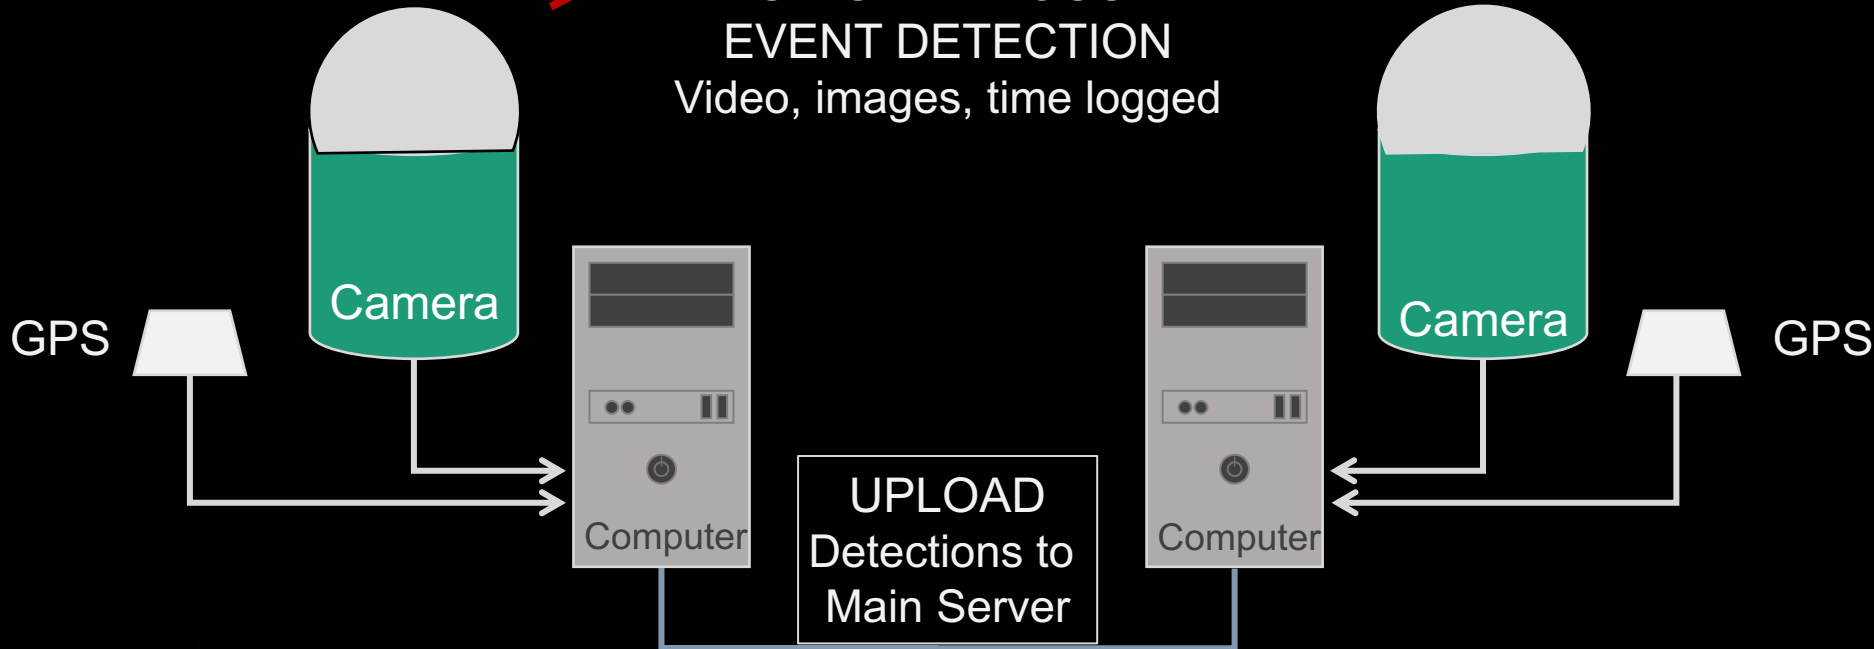 EVENT DETECTION
Video, images, time logged
Camera
Camera
GPS
GPS
UPLOAD
Detections to
Main Server
Computer
Computer